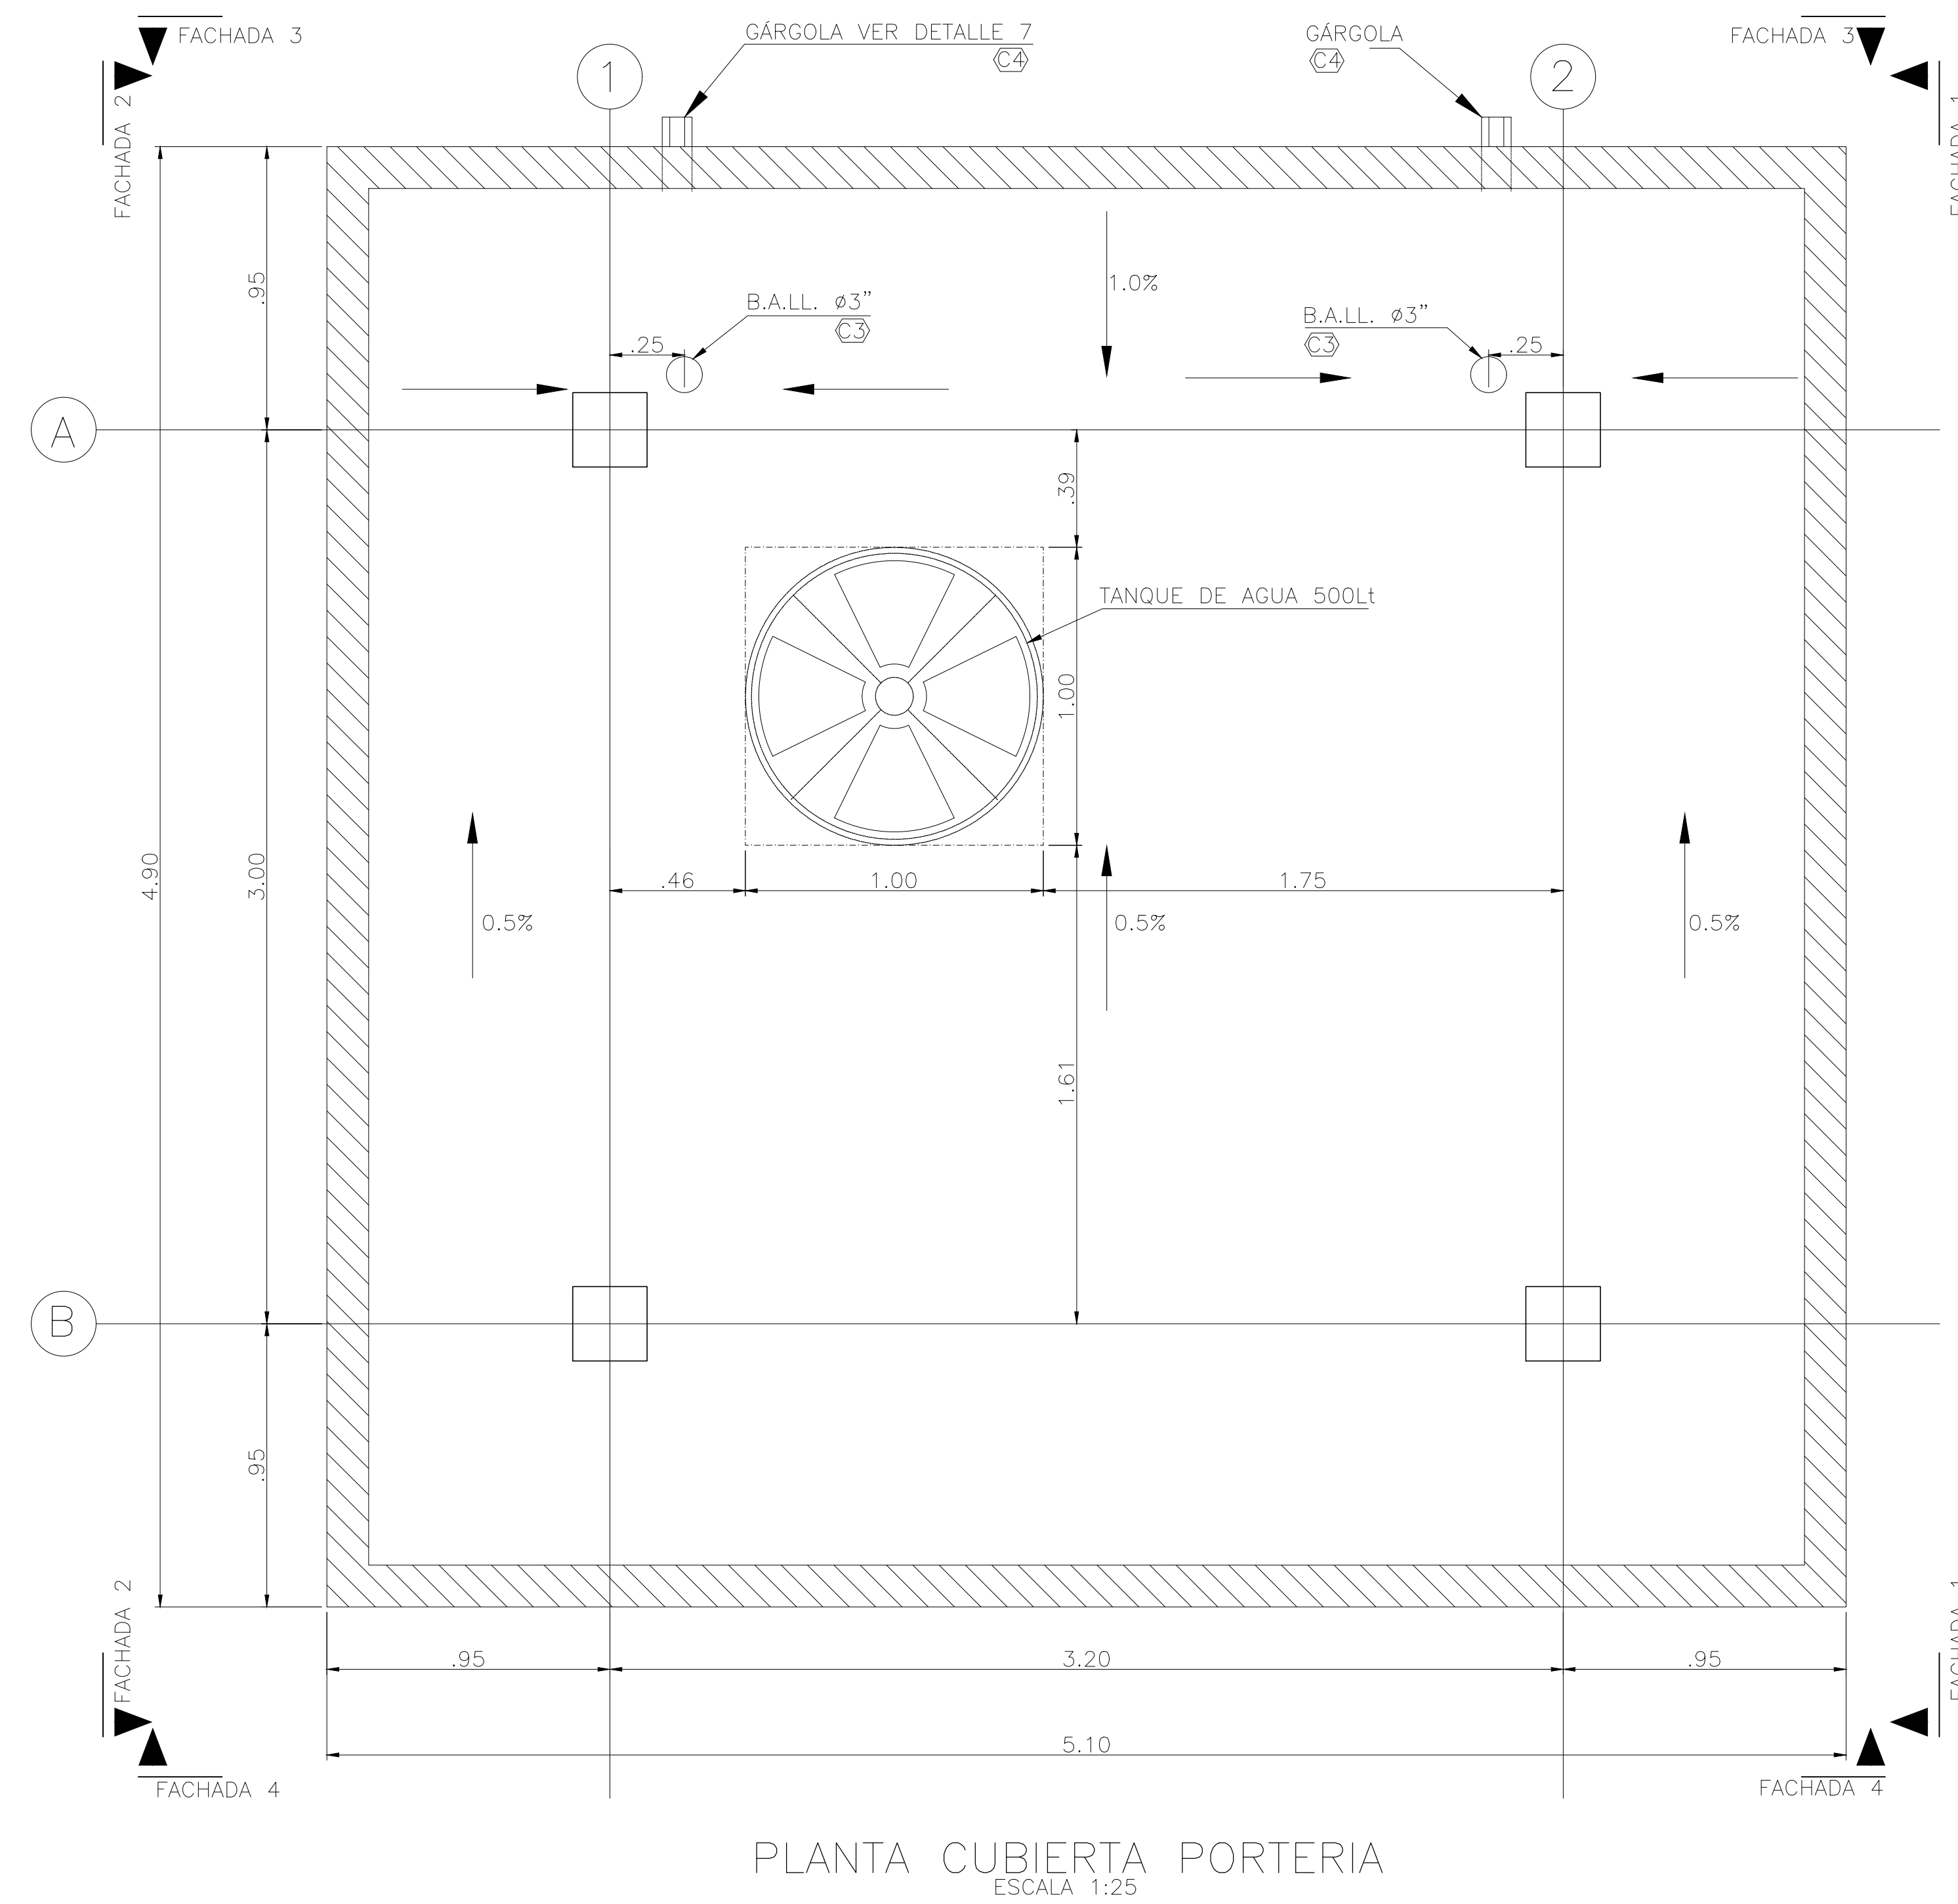 FACHADA 3
GÁRGOLA VER DETALLE 7
C4
GÁRGOLA
C4
FACHADA 3
1
2
FACHADA 2
FACHADA 1
.95
1.0%
B.A.LL. ø3”
C3
B.A.LL. ø3”
C3
.25
.25
A
.39
TANQUE DE AGUA 500Lt
1.00
4.90
3.00
.46
1.00
1.75
0.5%
0.5%
0.5%
1.61
B
.95
FACHADA 2
FACHADA 1
.95
3.20
.95
5.10
FACHADA 4
FACHADA 4
PLANTA CUBIERTA PORTERIA
ESCALA 1:25